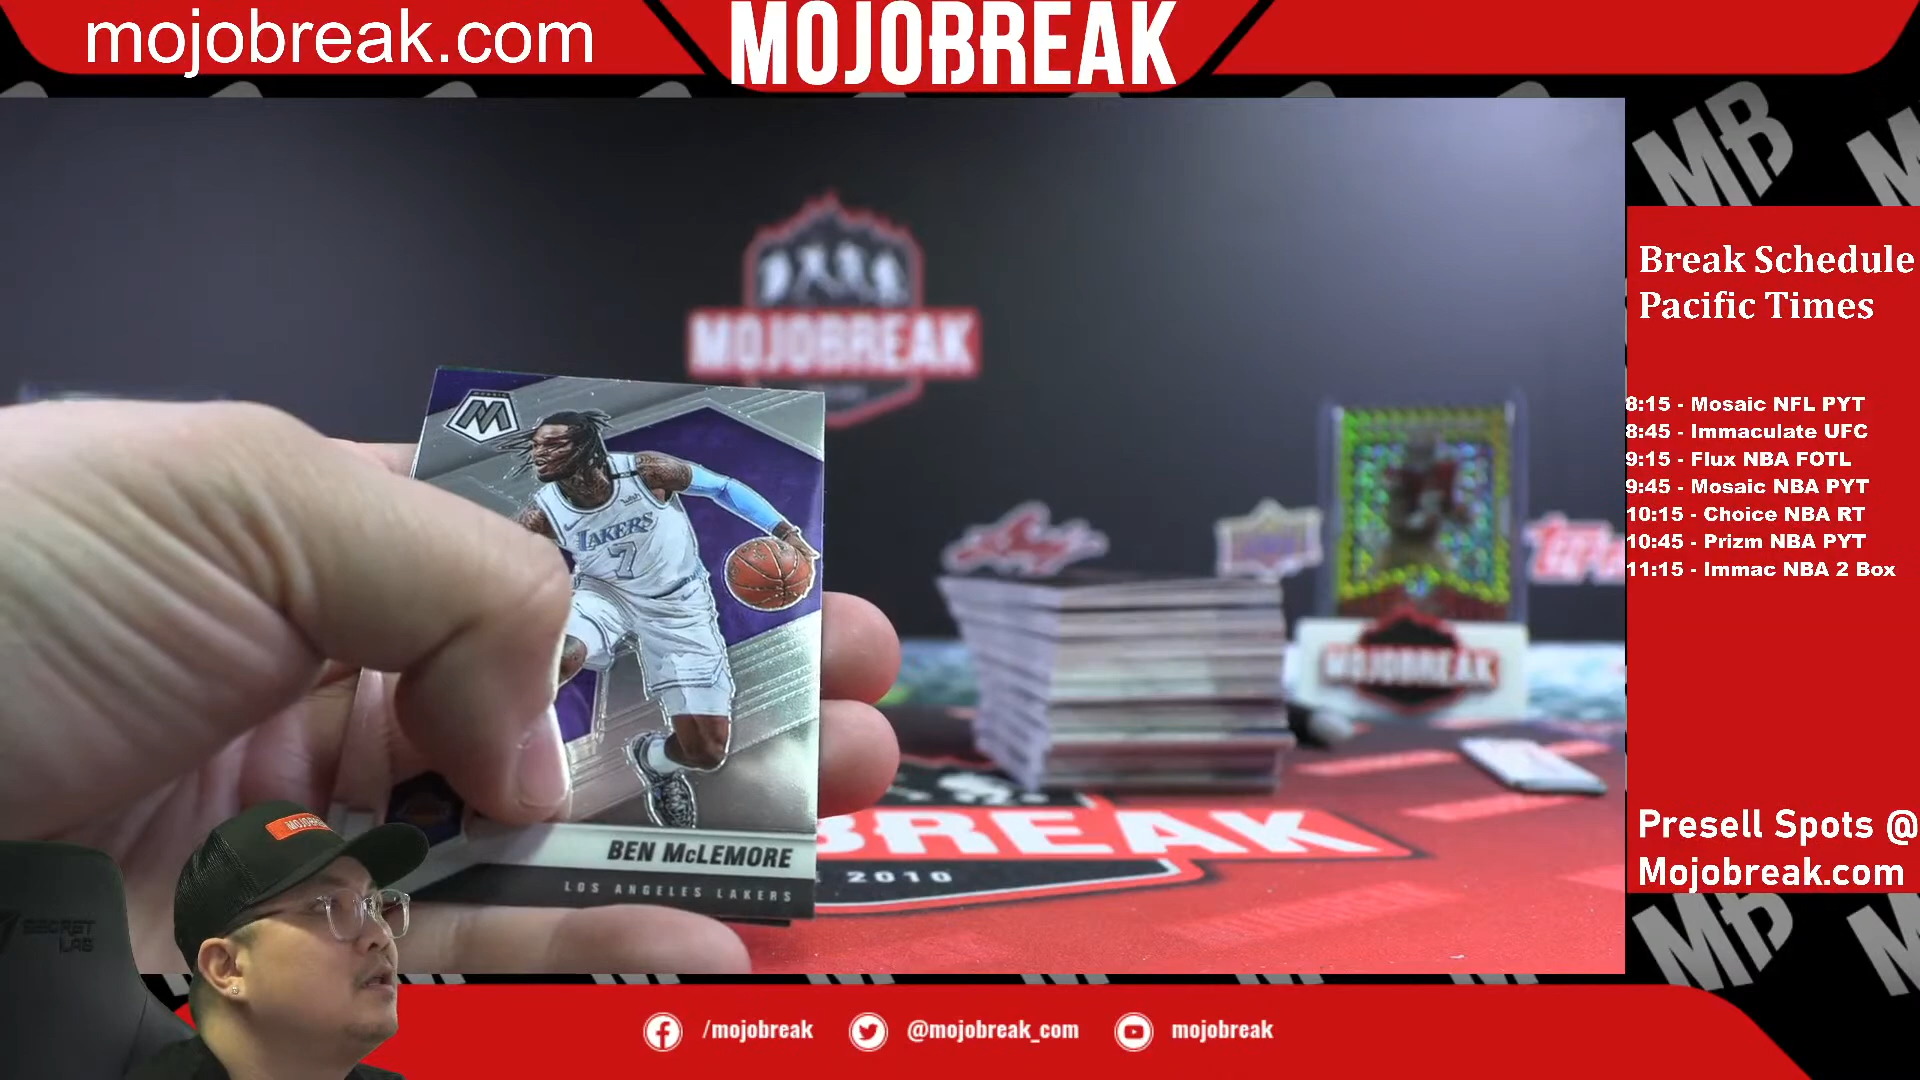 mojobreak.com
MOJOBREAK
MOJOBREAK
Break Schedule
Pacific Times
8:15 - Mosaic NFL PYT
8:45 - Immaculate UFC
9:15 - Flux NBA FOTL
9:45 - Mosaic NBA PYT
10:15 - Choice NBA RT
10:45 - Prizm NBA PYT
11:15 - Immac NBA 2 Box
LAKERS
7
BEN McLEMORE
LOS ANGELES LAKERS
MOJOBREAK
BREAK
2010
MOJOBREAK
SECRET
LAB
Presell Spots @
Mojobreak.com
/mojobreak
@mojobreak_com
mojobreak